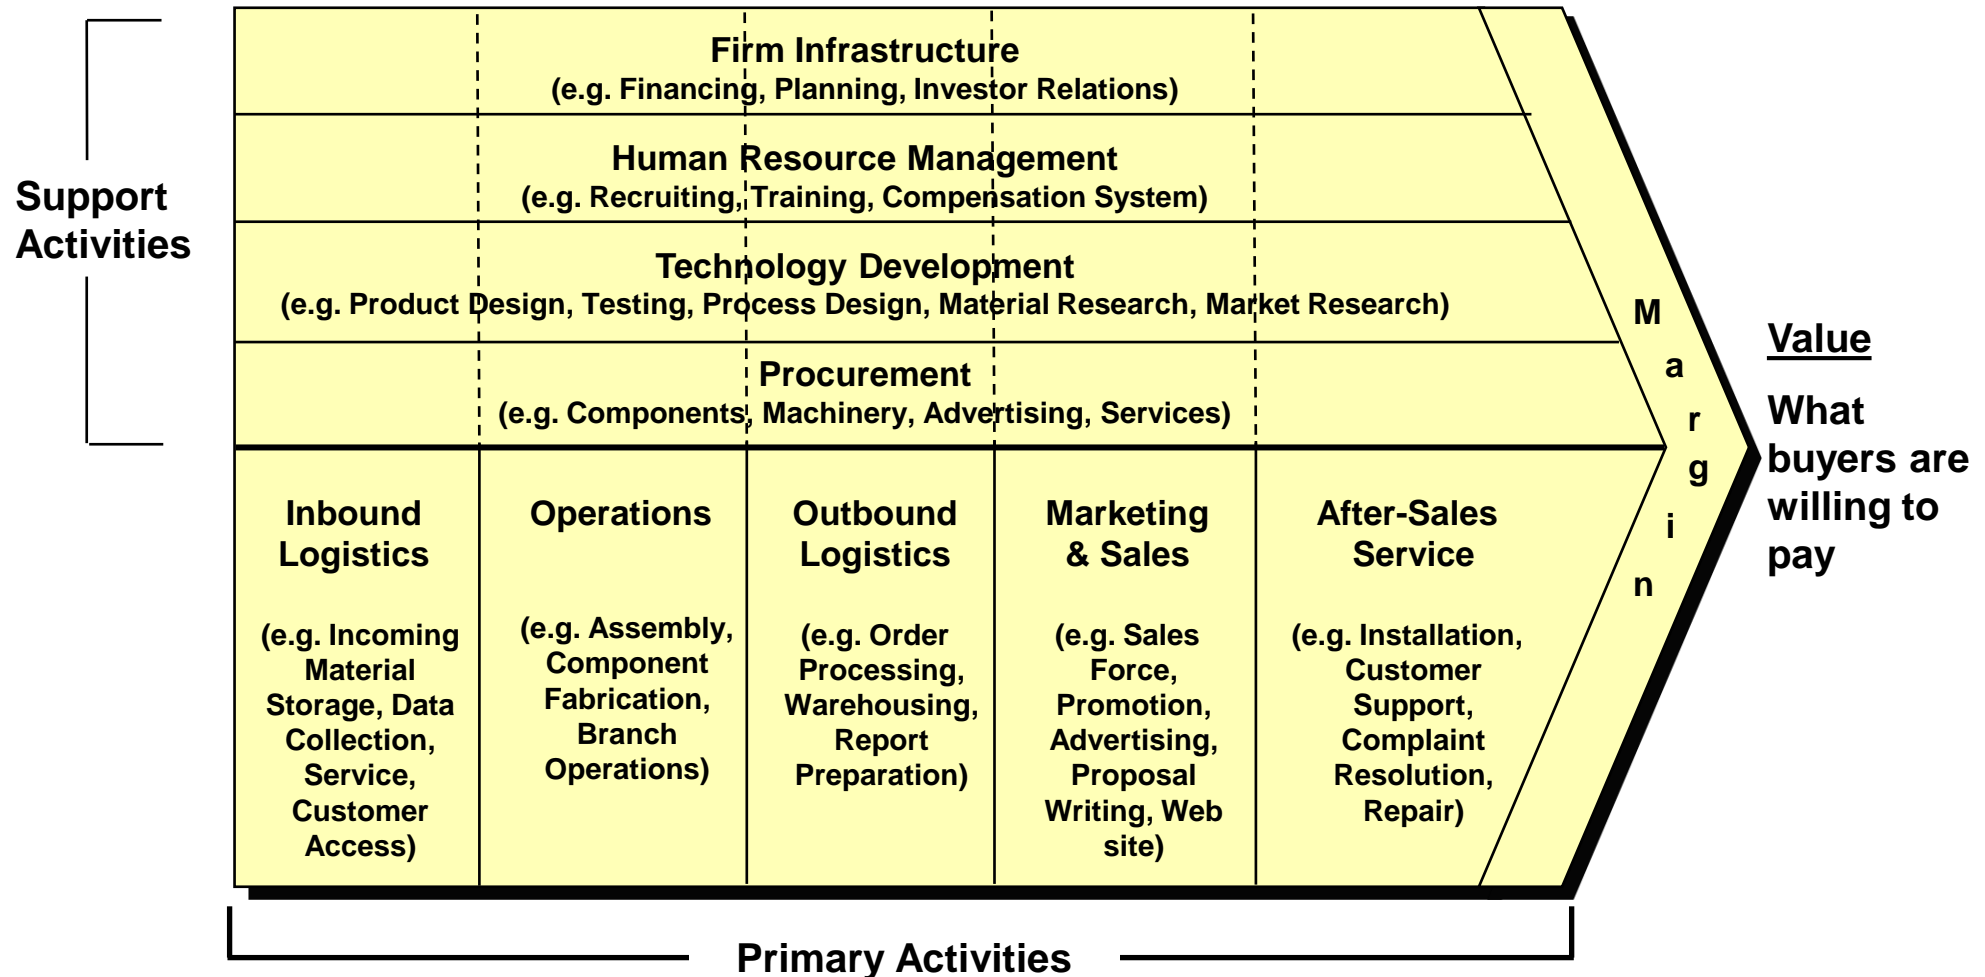 Firm Infrastructure
(e.g. Financing, Planning, Investor Relations)
Human Resource Management
(e.g. Recruiting, Training, Compensation System)
Support
Activities
Technology Development
(e.g. Product Design, Testing, Process Design, Material Research, Market Research)
Procurement
(e.g. Components, Machinery, Advertising, Services)
Margin
Value
What
buyers are
willing to
pay
Inbound
Logistics
(e.g. Incoming
Material
Storage, Data
Collection,
Service,
Customer
Access)
Operations
(e.g. Assembly,
Component
Fabrication,
Branch
Operations)
Outbound
Logistics
(e.g. Order
Processing,
Warehousing,
Report
Preparation)
Marketing
& Sales
(e.g. Sales
Force,
Promotion,
Advertising,
Proposal
Writing, Web
site)
After-Sales
Service
(e.g. Installation,
Customer
Support,
Complaint
Resolution,
Repair)
Primary Activities